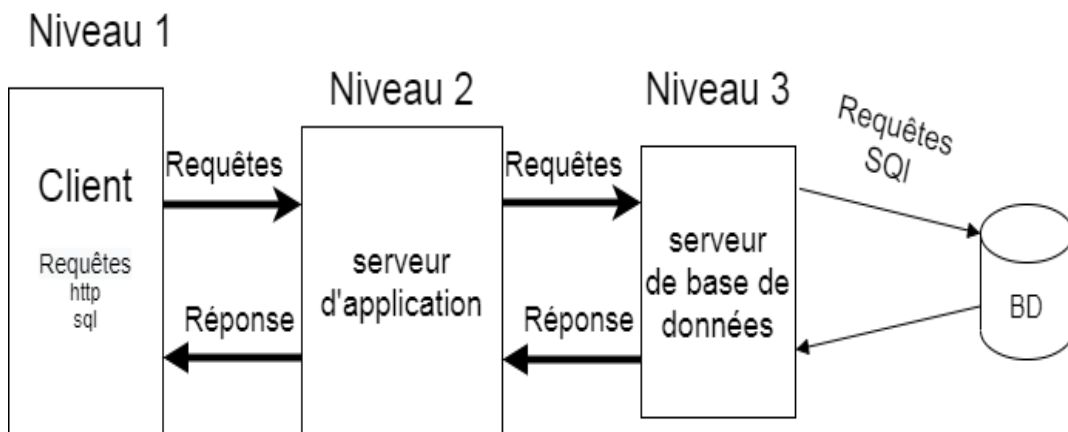 Niveau 1
Niveau 2
Niveau 3
Client
Requêtes
http
sql
Requêtes
Réponse
serveur
d'application
Requêtes
Réponse
serveur
de base de
données
Requêtes
SQl
BD